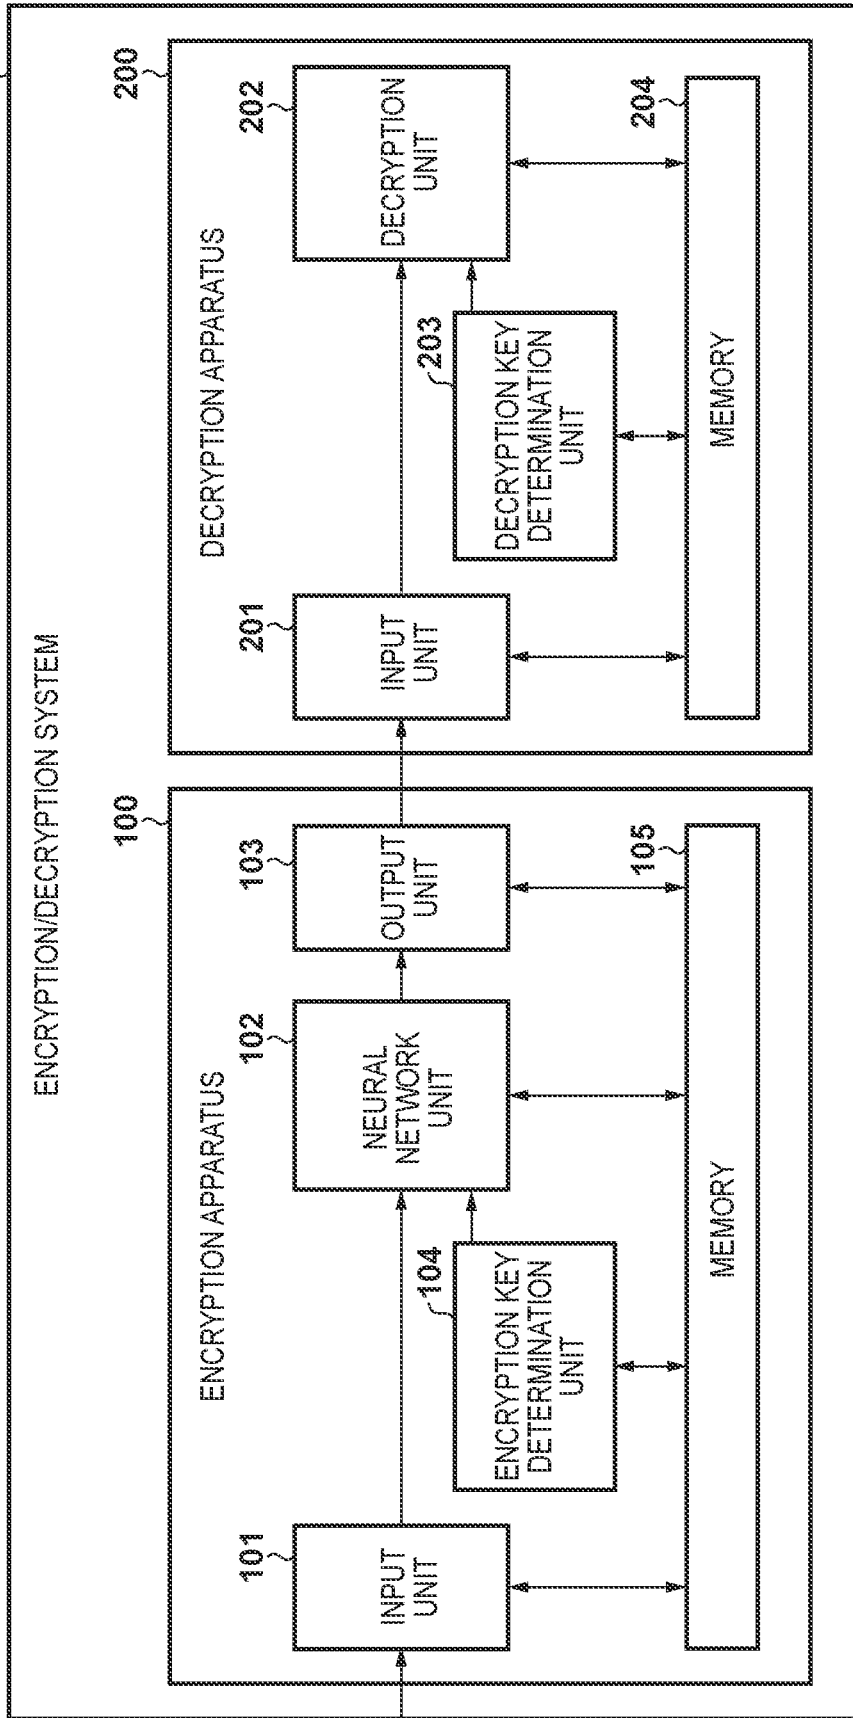 ENCRYPTION/DECRYPTION SYSTEM
100
ENCRYPTION APPARATUS
101
INPUT
UNIT
102
NEURAL
NETWORK
UNIT
103
OUTPUT
UNIT
104
ENCRYPTION KEY
DETERMINATION
UNIT
105
MEMORY
200
DECRYPTION APPARATUS
201
INPUT
UNIT
202
DECRYPTION
UNIT
203
DECRYPTION KEY
DETERMINATION
UNIT
204
MEMORY